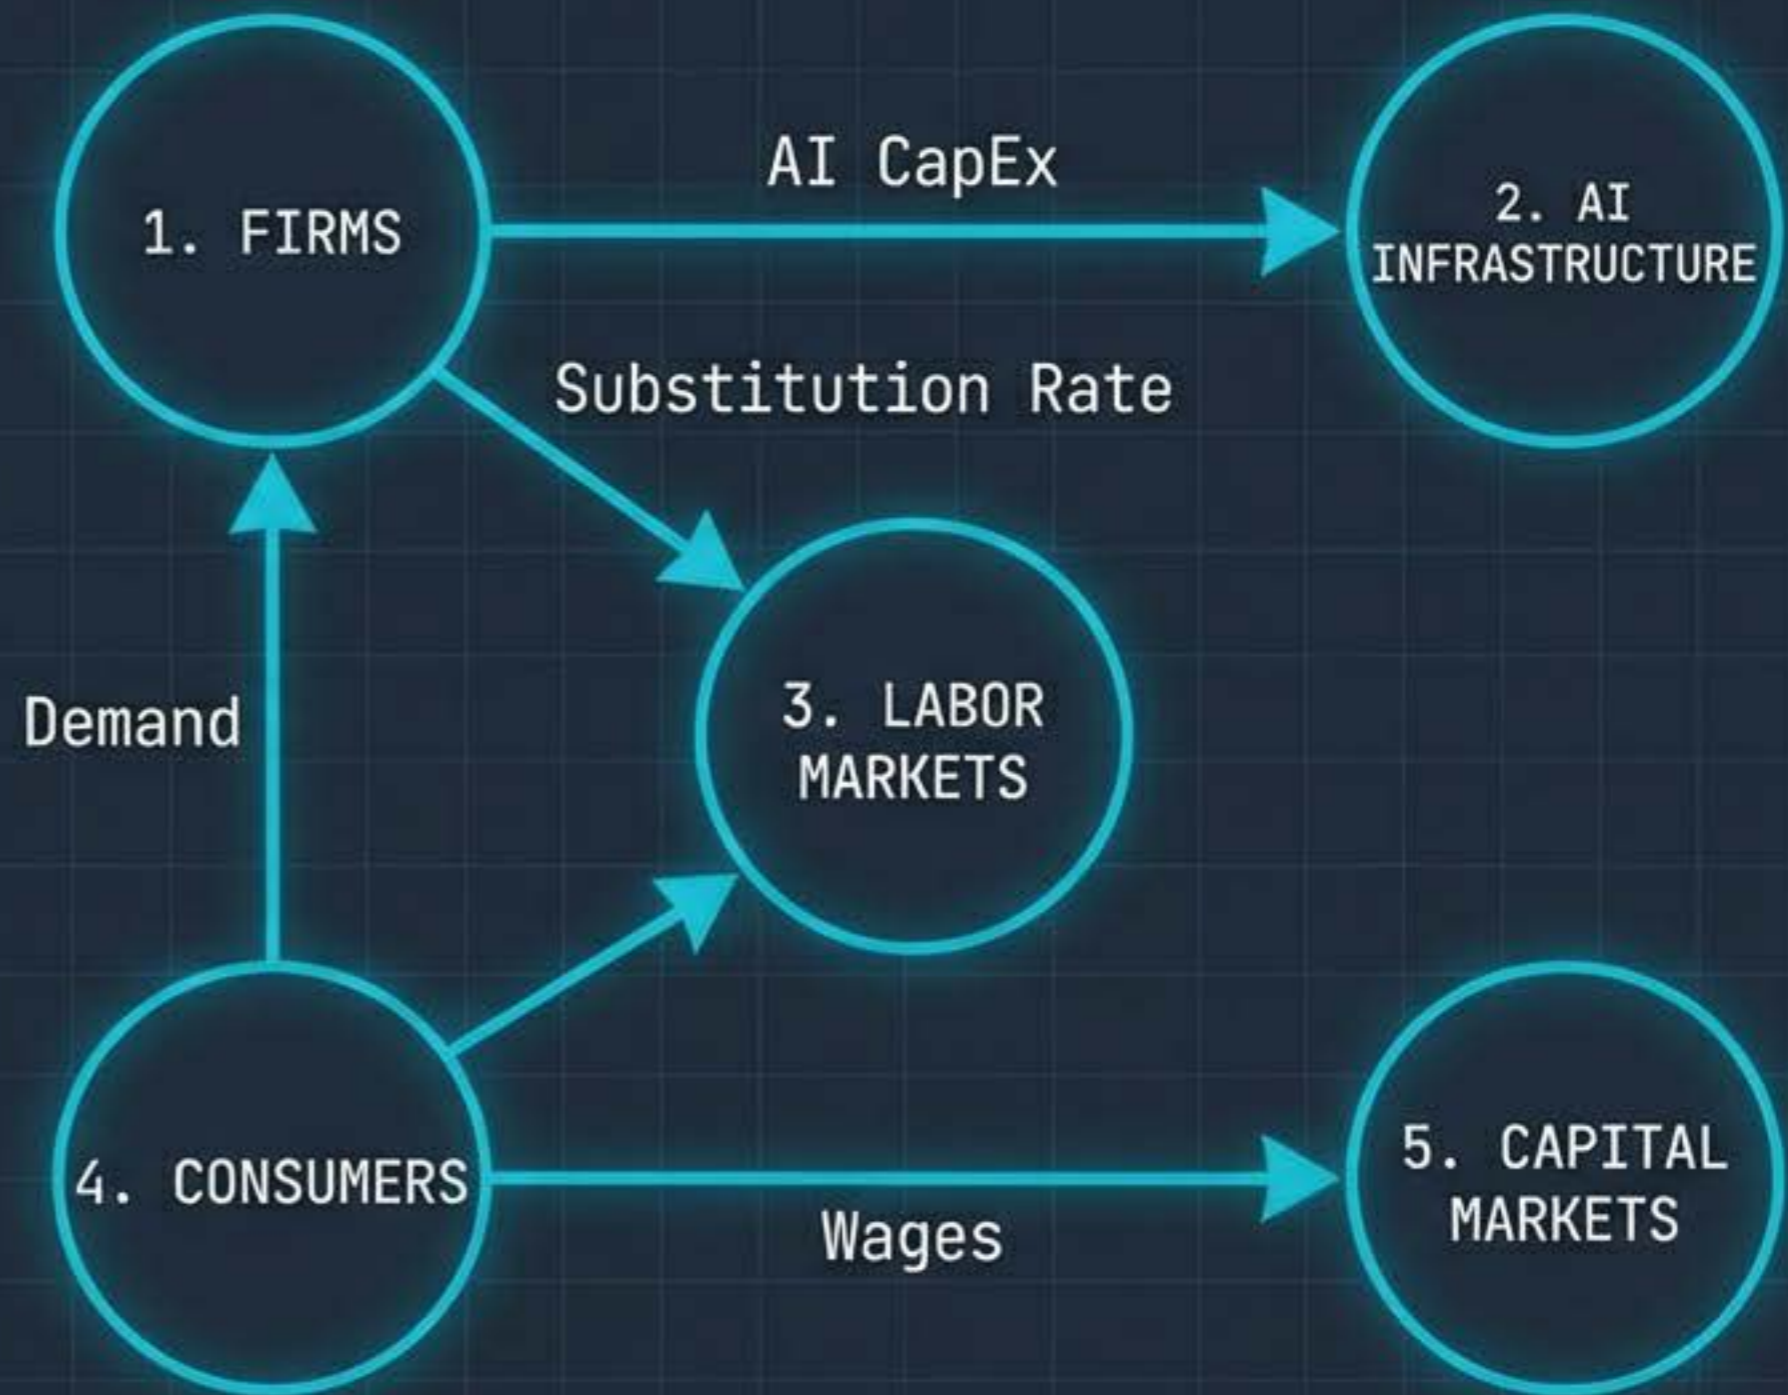 AI CapEx
1. FIRMS
2. AI
INFRASTRUCTURE
Substitution Rate
3. LABOR
MARKETS
Demand
4. CONSUMERS
5. CAPITAL
MARKETS
Wages